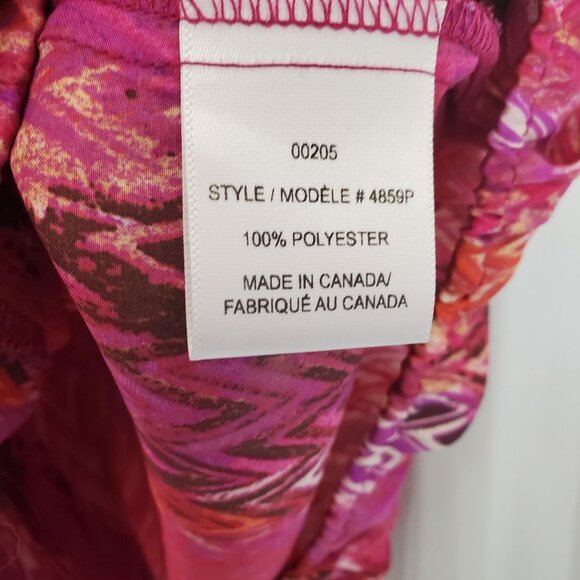 00205
STYLE / MODÈLE # 4859P
100% POLYESTER
MADE IN CANADA/
FABRIQUÉ AU CANADA